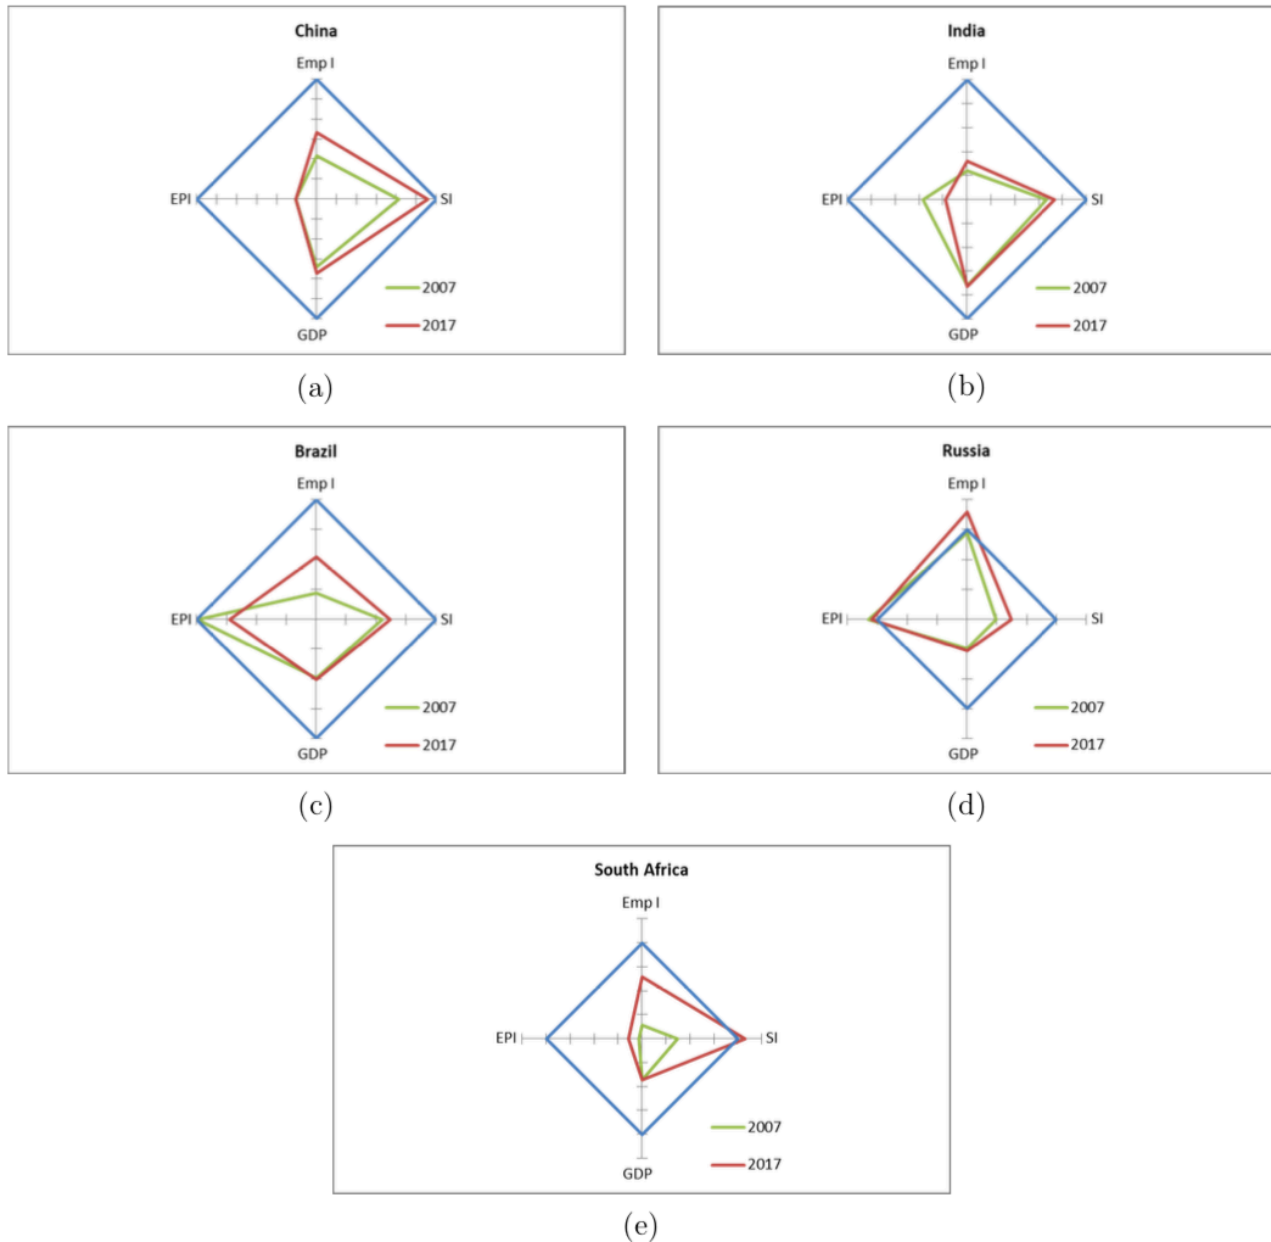 China
Emp I
EPI
SI
2007
2017
GDP
(a)
India
Emp I
EPI
SI
2007
2017
GDP
(b)
Brazil
Emp I
EPI
SI
2007
2017
GDP
(c)
Russia
Emp I
EPI
SI
2007
2017
GDP
(d)
South Africa
Emp I
EPI
SI
2007
2017
GDP
(e)